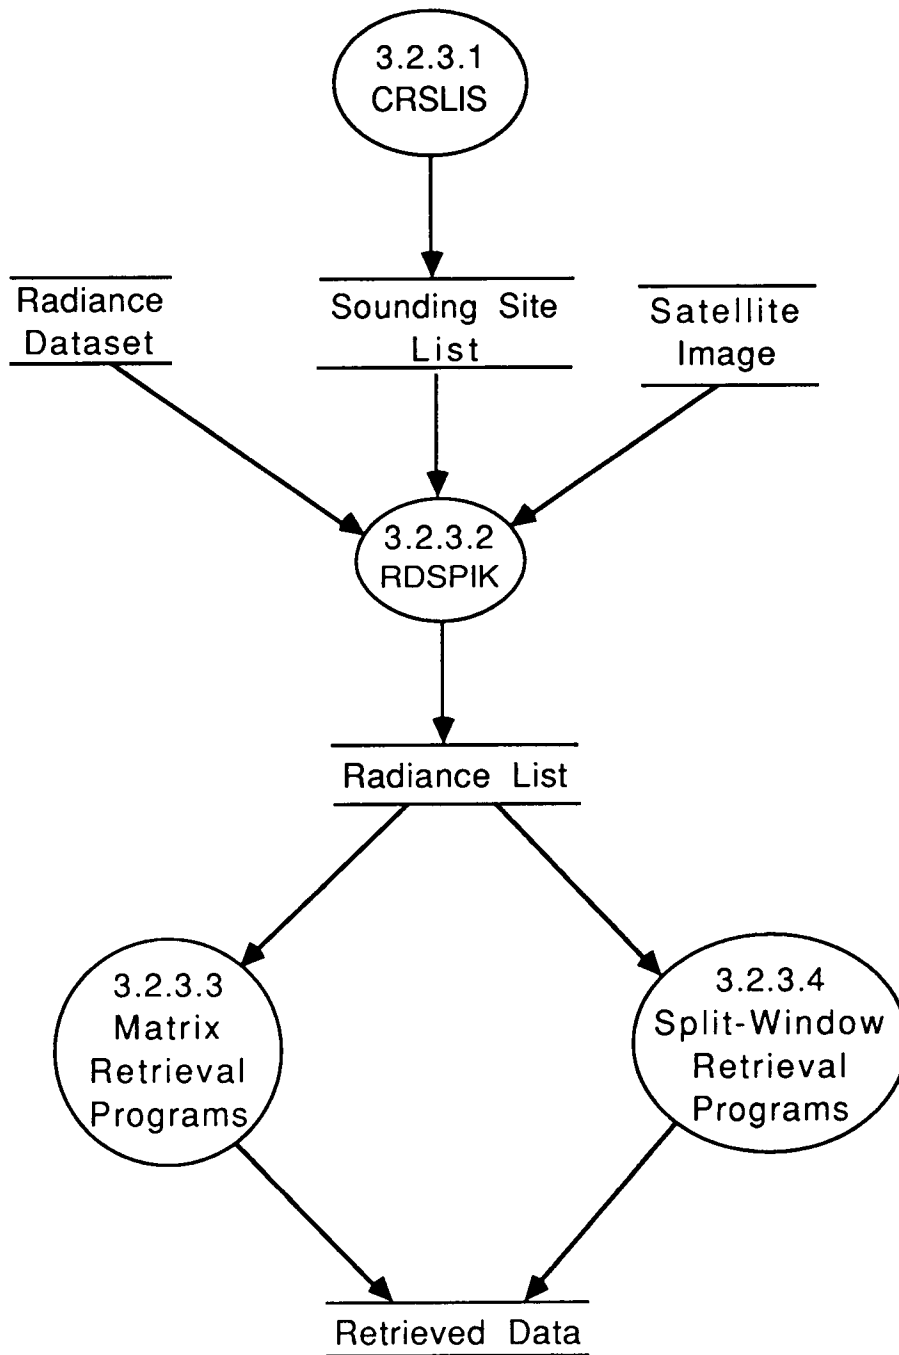 3.2.3.1
CRSLIS
Radiance
Dataset
Sounding Site
List
Satellite
Image
3.2.3.2
RDSPIK
Radiance List
3.2.3.3
Matrix
Retrieval
Programs
3.2.3.4
Split-Window
Retrieval
Programs
Retrieved Data